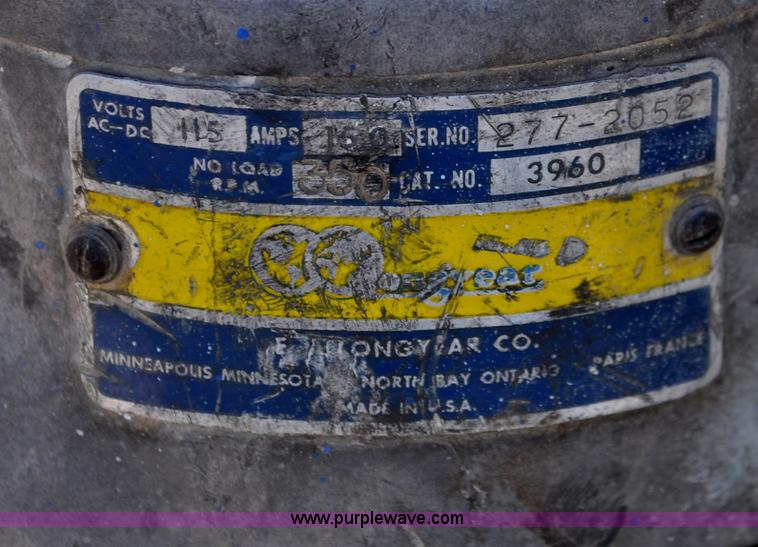 VOLTS
AC-DC 115 AMPS SER.NO. 277-2052
NO LOAD
R.P.M. 350 CAT. NO. 3960
Longyear
E. J. LONGYEAR CO.
MINNEAPOLIS MINNESOTA NORTH BAY ONTARIO PARIS FRANCE
MADE IN U.S.A.
www.purplewave.com